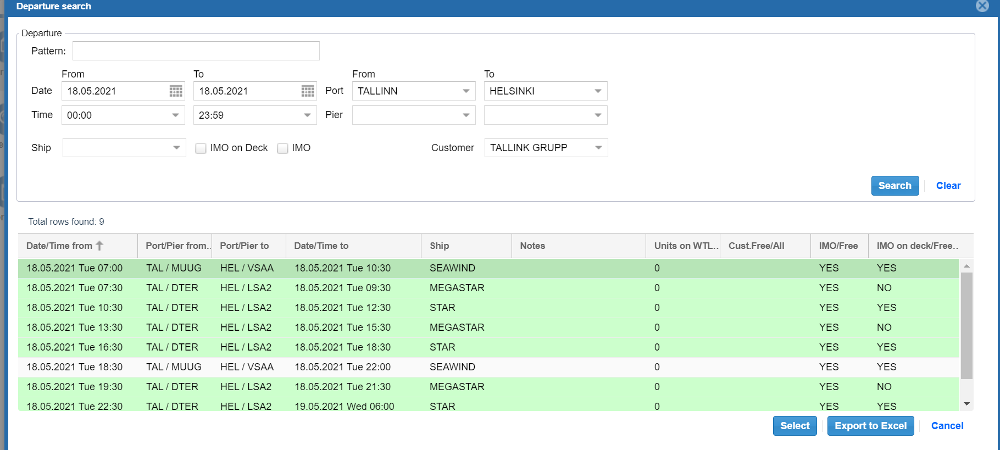 Departure search
Departure
Pattern:
From To From To
Date 18.05.2021 18.05.2021 Port TALLINN HELSINKI
Time 00:00 23:59 Pier
Ship IMO on Deck IMO Customer TALLINK GRUPP
Search Clear
Total rows found: 9
Date/Time from Port/Pier from.. Port/Pier to Date/Time to Ship Notes Units on WTL.. Cust.Free/All IMO/Free IMO on deck/Free..
18.05.2021 Tue 07:00 TAL / MUUG HEL / VSAA 18.05.2021 Tue 10:30 SEAWIND 0 YES YES
18.05.2021 Tue 07:30 TAL / DTER HEL / LSA2 18.05.2021 Tue 09:30 MEGASTAR 0 YES NO
18.05.2021 Tue 10:30 TAL / DTER HEL / LSA2 18.05.2021 Tue 12:30 STAR 0 YES YES
18.05.2021 Tue 13:30 TAL / DTER HEL / LSA2 18.05.2021 Tue 15:30 MEGASTAR 0 YES NO
18.05.2021 Tue 16:30 TAL / DTER HEL / LSA2 18.05.2021 Tue 18:30 STAR 0 YES YES
18.05.2021 Tue 18:30 TAL / MUUG HEL / VSAA 18.05.2021 Tue 22:00 SEAWIND 0 YES YES
18.05.2021 Tue 19:30 TAL / DTER HEL / LSA2 18.05.2021 Tue 21:30 MEGASTAR 0 YES NO
18.05.2021 Tue 22:30 TAL / DTER HEL / LSA2 19.05.2021 Wed 06:00 STAR 0 YES YES
Select Export to Excel Cancel